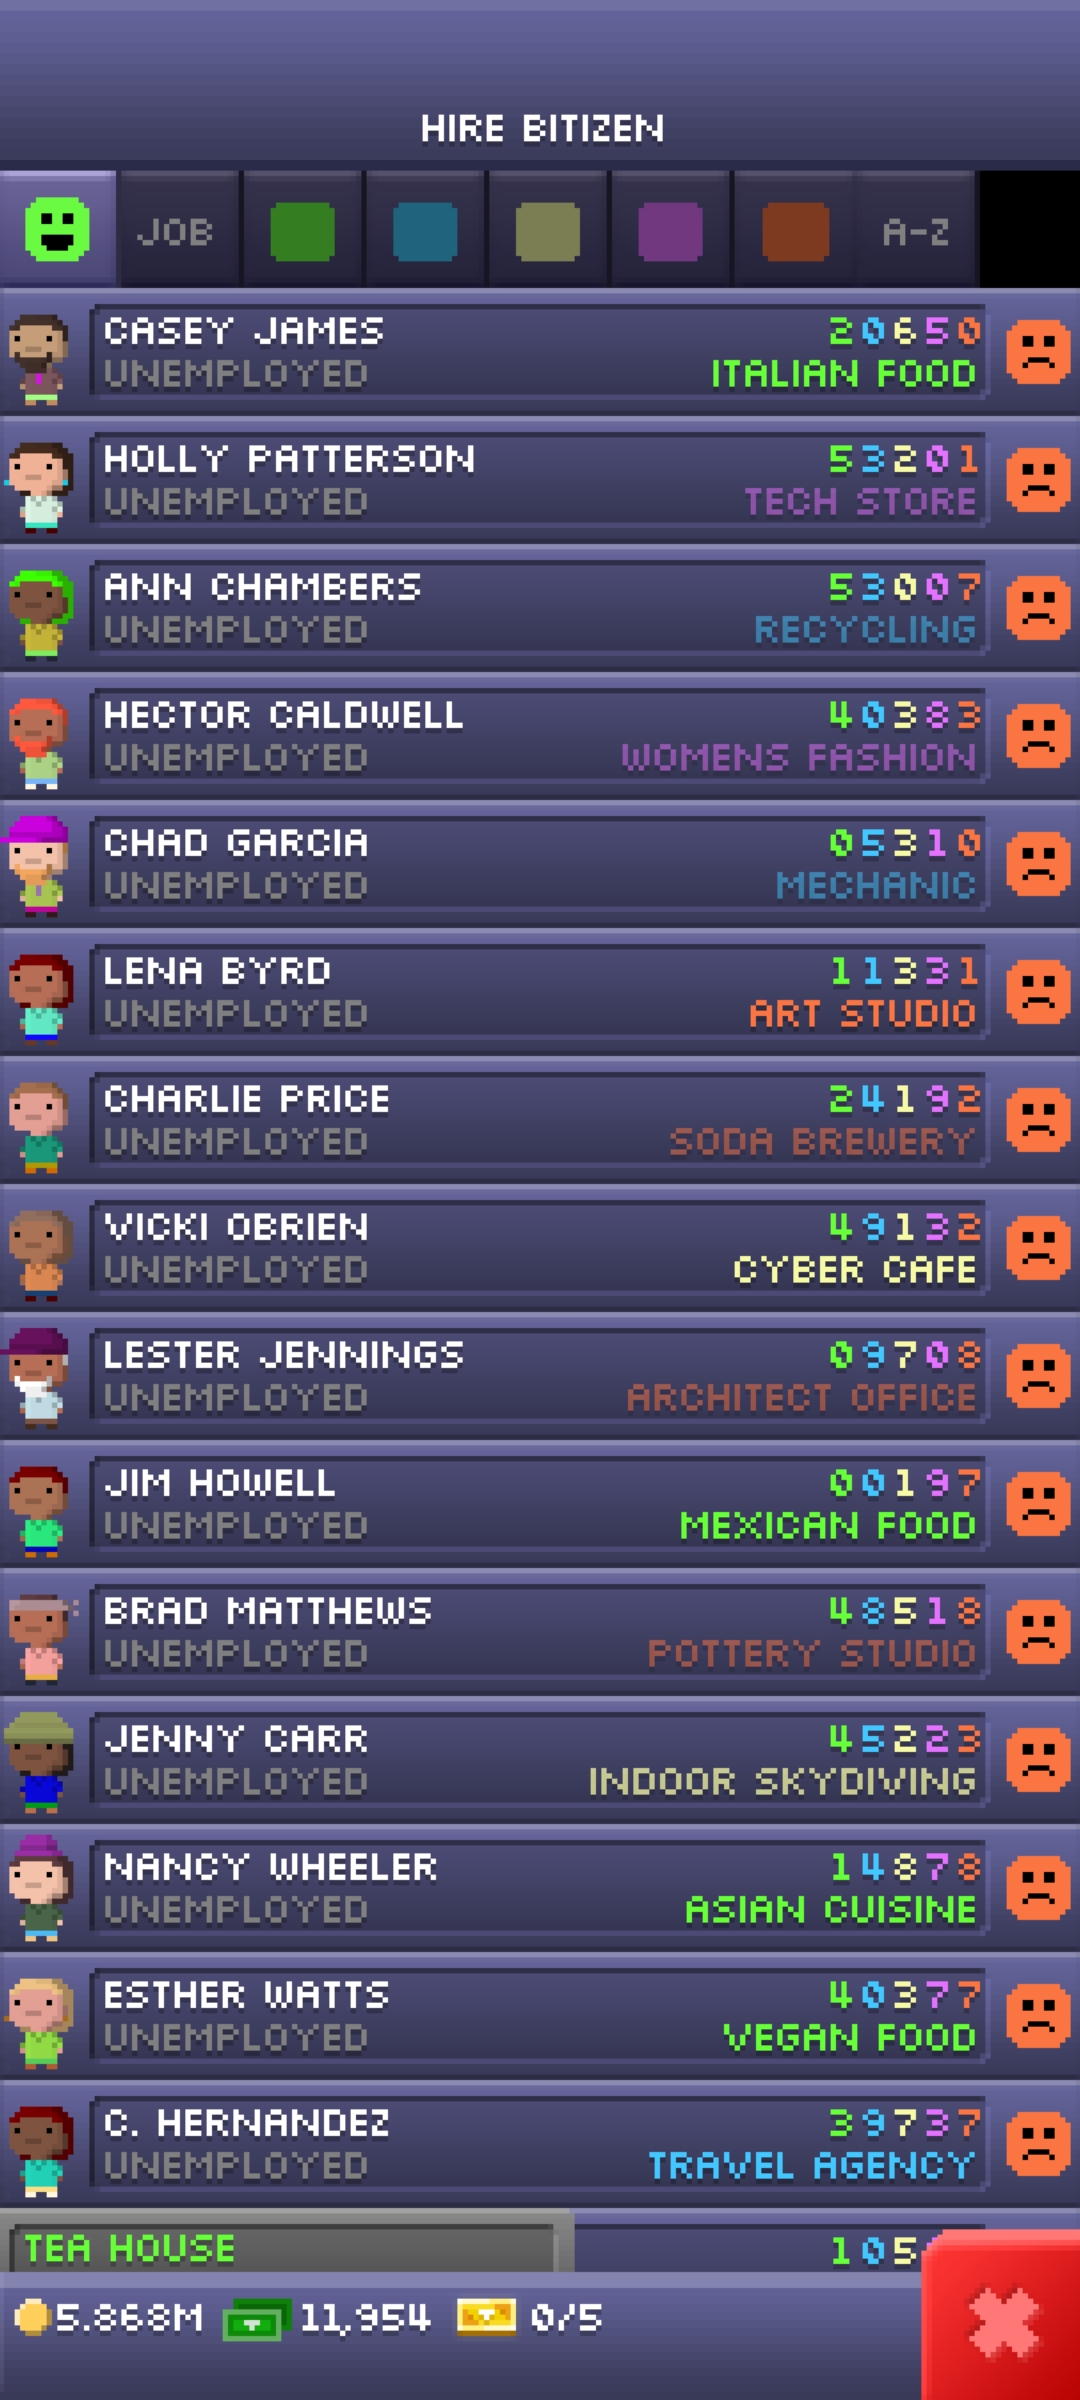 HIRE BITIZEN
JOB A-Z
CASEY JAMES 20650
UNEMPLOYED ITALIAN FOOD
HOLLY PATTERSON 53201
UNEMPLOYED TECH STORE
ANN CHAMBERS 53007
UNEMPLOYED RECYCLING
HECTOR CALDWELL 40383
UNEMPLOYED WOMENS FASHION
CHAD GARCIA 05310
UNEMPLOYED MECHANIC
LENA BYRD 11331
UNEMPLOYED ART STUDIO
CHARLIE PRICE 24192
UNEMPLOYED SODA BREWERY
VICKI OBRIEN 49132
UNEMPLOYED CYBER CAFE
LESTER JENNINGS 09708
UNEMPLOYED ARCHITECT OFFICE
JIM HOWELL 00197
UNEMPLOYED MEXICAN FOOD
BRAD MATTHEWS 48518
UNEMPLOYED POTTERY STUDIO
JENNY CARR 45223
UNEMPLOYED INDOOR SKYDIVING
NANCY WHEELER 14878
UNEMPLOYED ASIAN CUISINE
ESTHER WATTS 40377
UNEMPLOYED VEGAN FOOD
C. HERNANDEZ 39737
UNEMPLOYED TRAVEL AGENCY
TEA HOUSE 105
5.868M 11,954 0/5